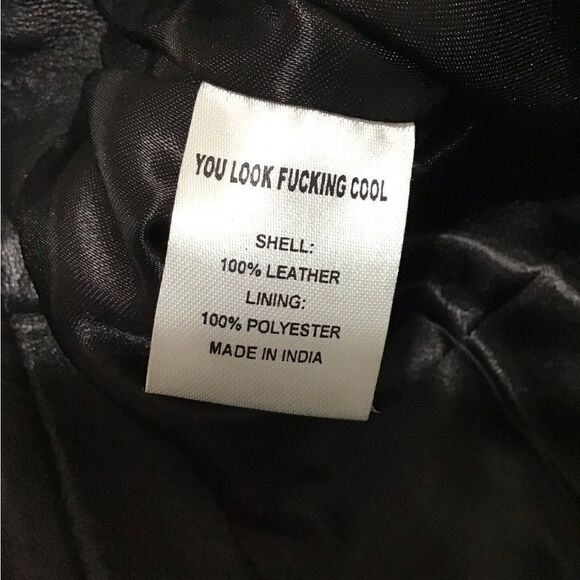 YOU LOOK FUCKING COOL
SHELL:
100% LEATHER
LINING:
100% POLYESTER
MADE IN INDIA